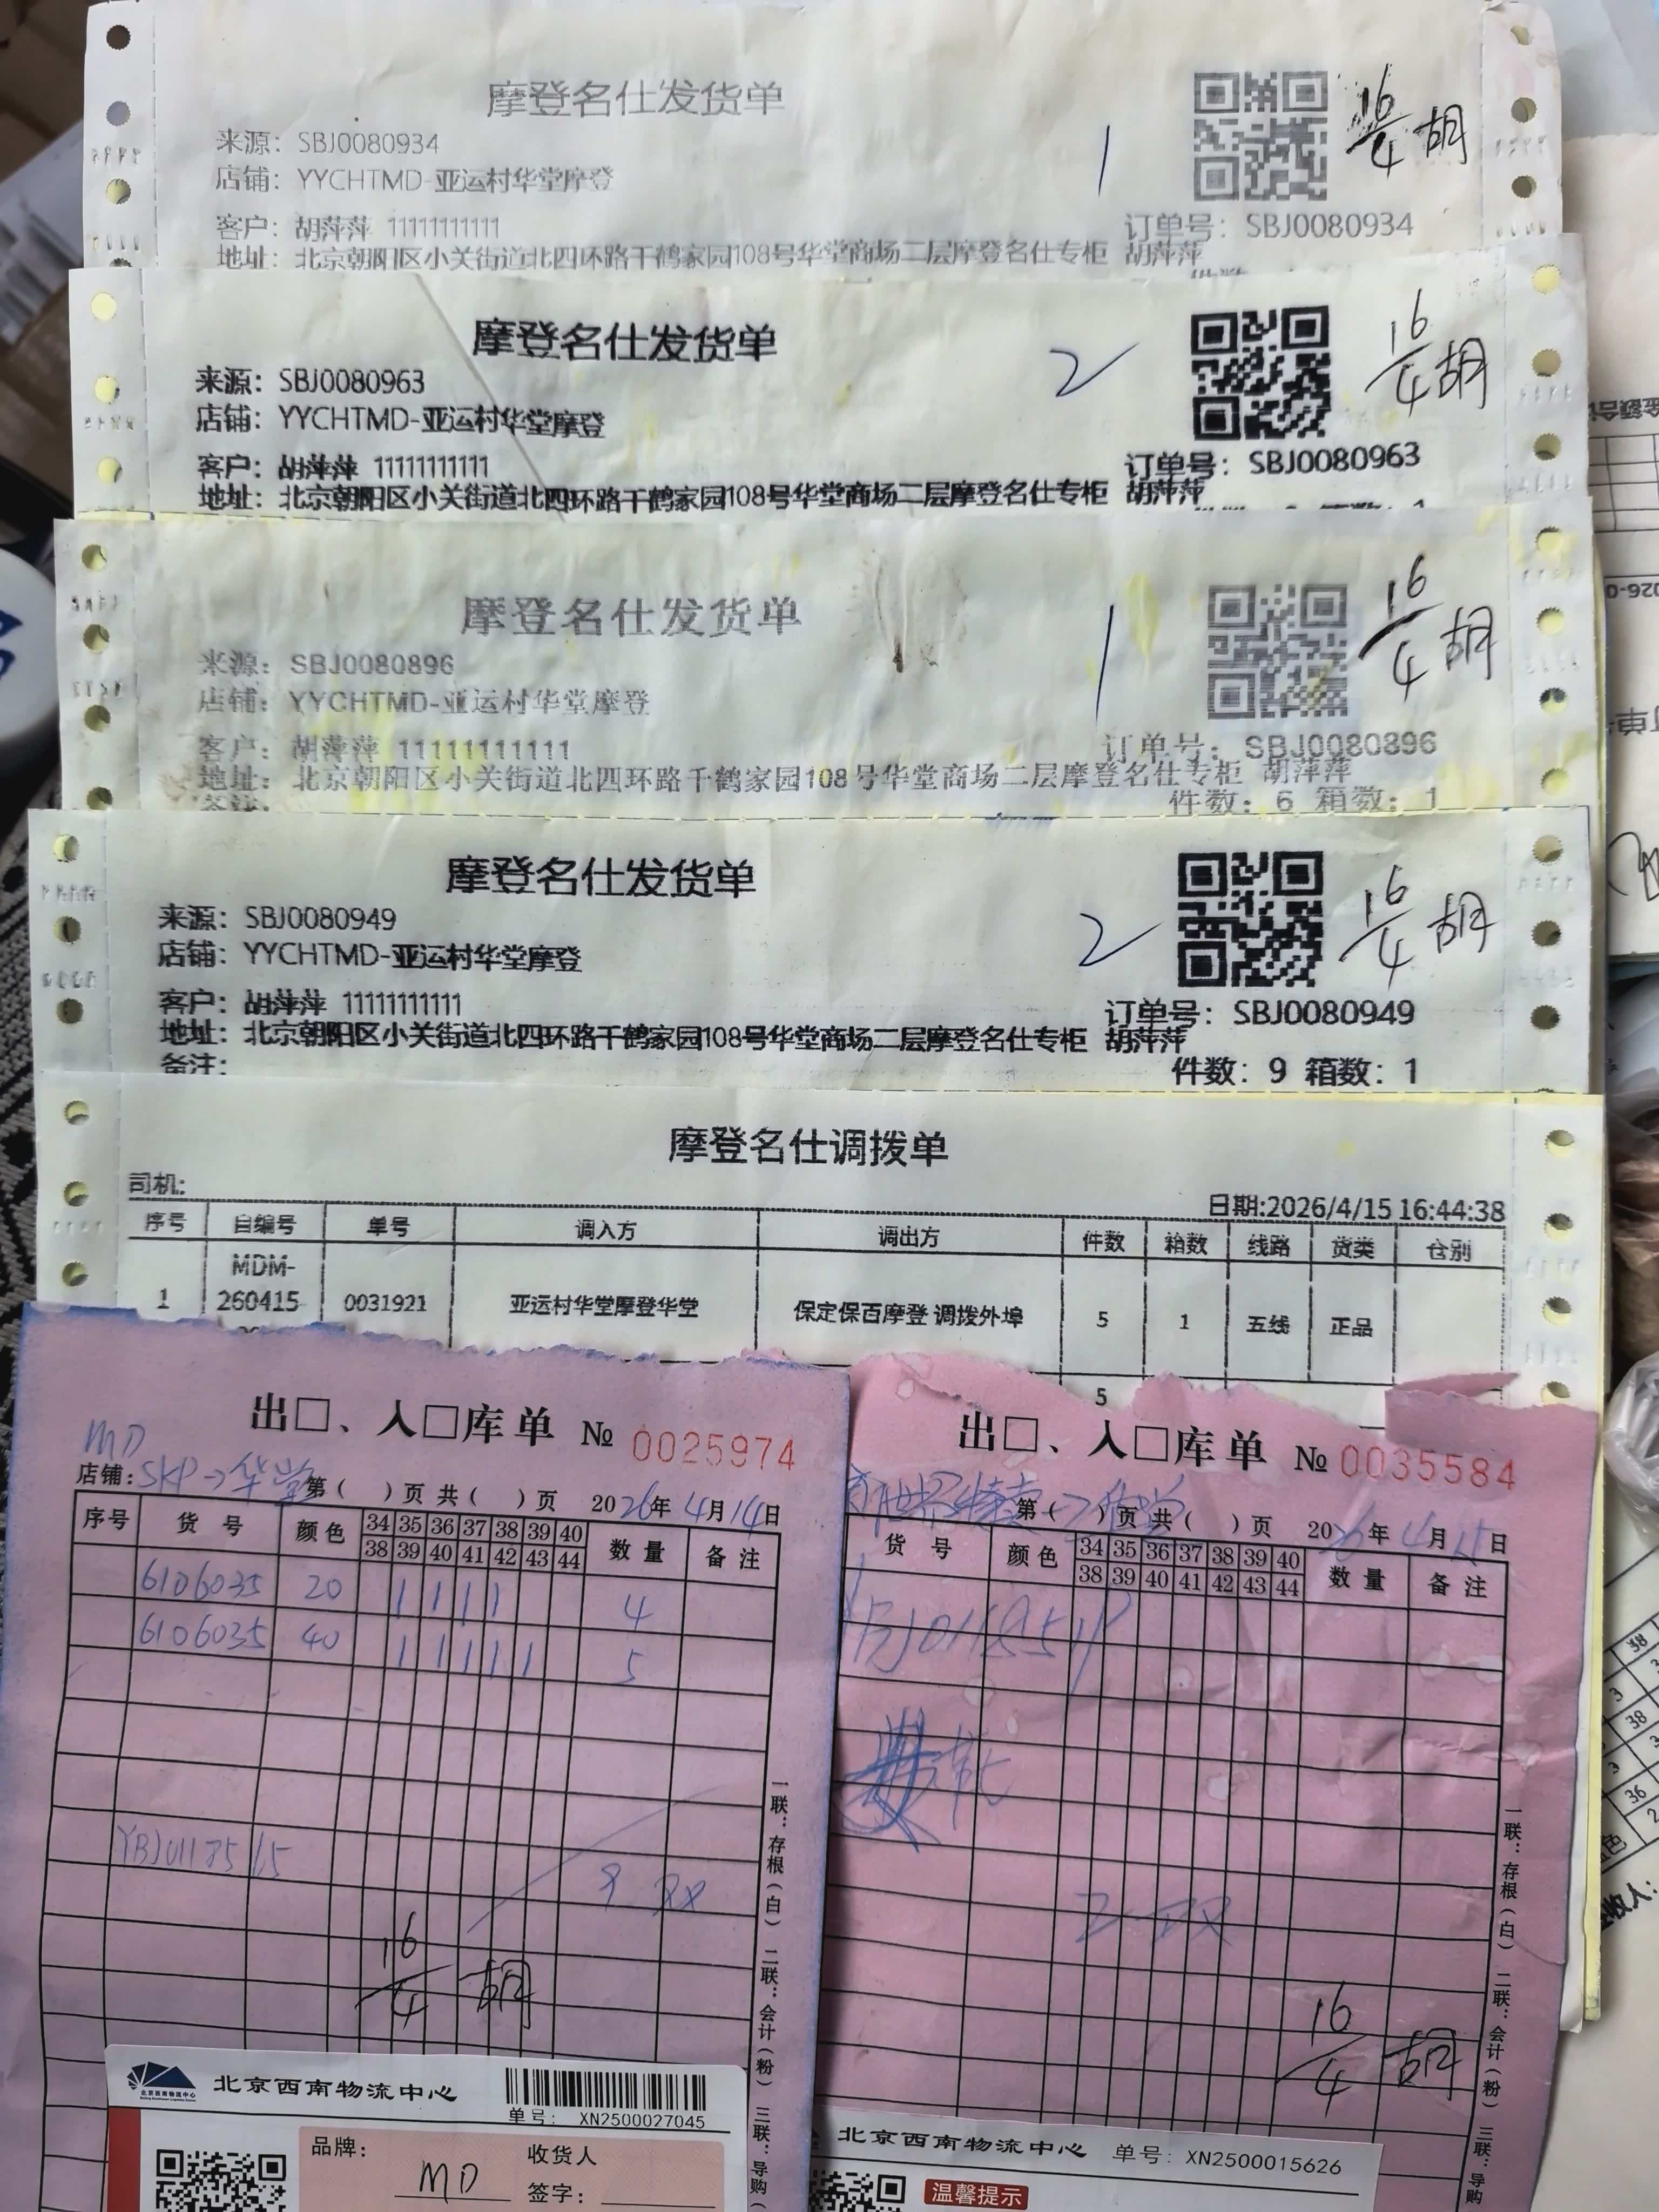 摩登名仕发货单
16/4 胡
来源: SBJ0080934
1
店铺: YYCHTMD-亚运村华堂摩登
客户: 胡萍萍 11111111111
订单号: SBJ0080934
地址: 北京朝阳区小关街道北四环路千鹤家园108号华堂商场二层摩登名仕专柜 胡萍萍
摩登名仕发货单
2
16/4 胡
来源: SBJ0080963
店铺: YYCHTMD-亚运村华堂摩登
客户: 胡萍萍 11111111111
订单号: SBJ0080963
地址: 北京朝阳区小关街道北四环路千鹤家园108号华堂商场二层摩登名仕专柜 胡萍萍
摩登名仕发货单
1
16/4 胡
来源: SBJ0080896
店铺: YYCHTMD-亚运村华堂摩登
客户: 胡萍萍 11111111111
订单号: SBJ0080896
地址: 北京朝阳区小关街道北四环路千鹤家园108号华堂商场二层摩登名仕专柜 胡萍萍
件数: 6 箱数: 1
摩登名仕发货单
2
16/4 胡
来源: SBJ0080949
店铺: YYCHTMD-亚运村华堂摩登
客户: 胡萍萍 11111111111
订单号: SBJ0080949
地址: 北京朝阳区小关街道北四环路千鹤家园108号华堂商场二层摩登名仕专柜 胡萍萍
备注:
件数: 9 箱数: 1
摩登名仕调拨单
司机:
日期:2026/4/15 16:44:38
序号 自编号 单号 调入方 调出方 件数 箱数 线路 货类 仓别
1 MDM-260415 0031921 亚运村华堂摩登华堂 保定保百摩登 调拨外埠 5 1 五线 正品
5
出□、入□库单 № 0025974
MD
店铺: SKP→华堂 第( )页 共( )页 2026年4月14日
序号 货号 颜色 34 35 36 37 38 39 40 数量 备注
38 39 40 41 42 43 44
6106035 20 1 1 1 1 4
6106035 40 1 1 1 1 1 5
16/4 胡
一联:存根(白) 二联:会计(粉) 三联:导购(
出□、入□库单 № 0035584
第( )页 共( )页 2026年4月15日
货号 颜色 34 35 36 37 38 39 40 数量 备注
38 39 40 41 42 43 44
16/4 胡
一联:存根(白) 二联:会计(粉) 三联:导购
北京西南物流中心
单号: XN2500027045
品牌: MD
收货人
签字:
北京西南物流中心 单号: XN2500015626
温馨提示